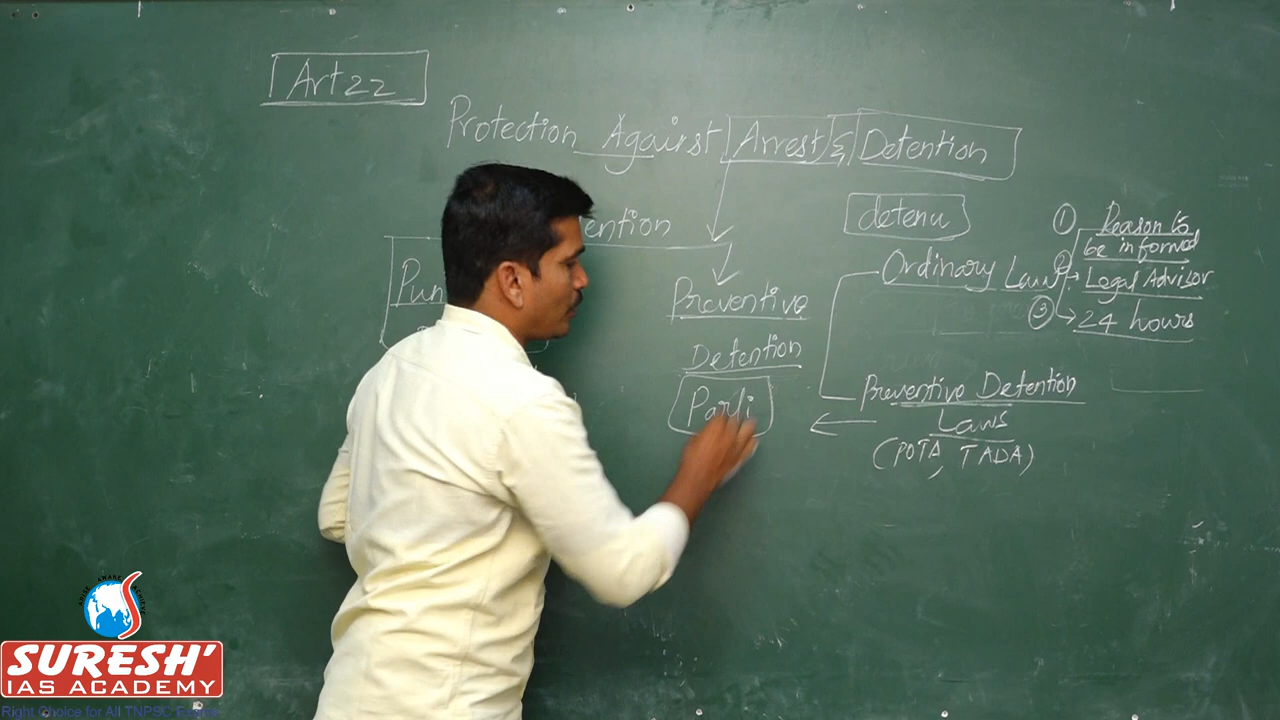 Art 22
Protection Against Arrest & Detention
ention
Pun
Preventive
Detention
Parli
detenu
Ordinary Law
① Reason to
be informed
② Legal Advisor
③ 24 hours
Preventive Detention
Laws
(POTA, TADA)
SURESH'
IAS ACADEMY
Right Choice for All TNPSC Exams
AWARE